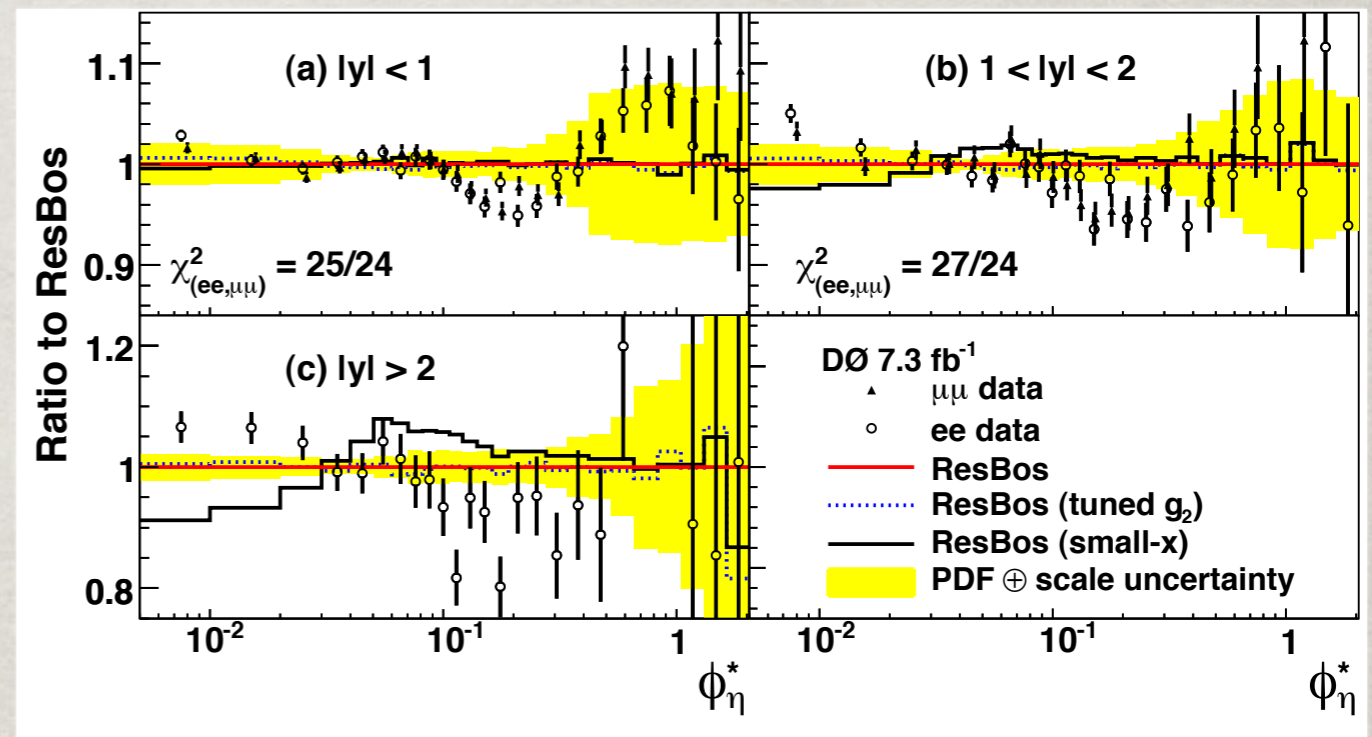 Ratio to ResBos
(a) |y| < 1
1.1
1
0.9
χ²(ee,μμ) = 25/24
(b) 1 < |y| < 2
χ²(ee,μμ) = 27/24
(c) |y| > 2
1.2
1
0.8
10⁻²
10⁻¹
1
ϕ*η
DØ 7.3 fb⁻¹
μμ data
ee data
ResBos
ResBos (tuned g₂)
ResBos (small-x)
PDF ⊕ scale uncertainty
10⁻²
10⁻¹
1
ϕ*η